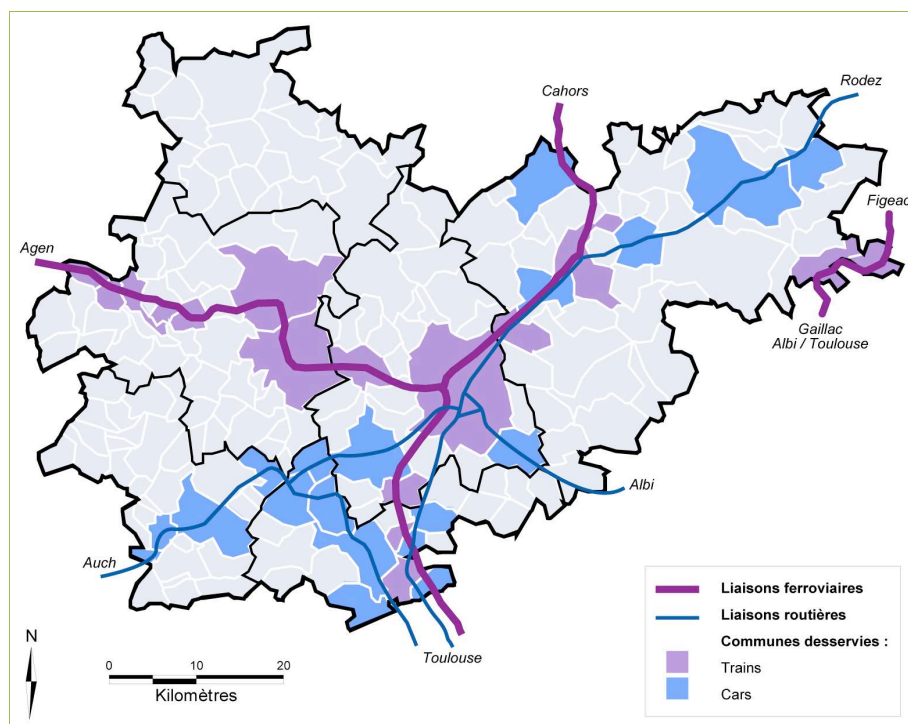 Cahors
Rodez
Figeac
Agen
Gaillac
Albi / Toulouse
Albi
Auch
Toulouse
N
0 10 20
Kilomètres
Liaisons ferroviaires
Liaisons routières
Communes desservies :
Trains
Cars